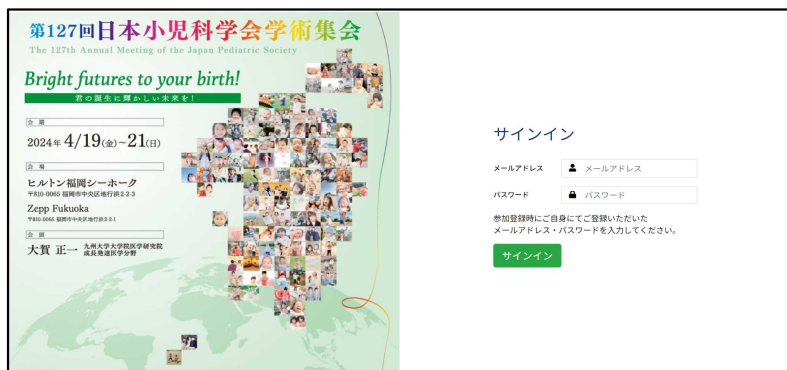 第127回日本小児科学会学術集会
The 127th Annual Meeting of the Japan Pediatric Society
Bright futures to your birth!
君の誕生に輝かしい未来を!
会 期
2024年 4/19(金)~21(日)
会 場
ヒルトン福岡シーホーク
〒810-0065 福岡市中央区地行浜2-2-3
Zepp Fukuoka
〒810-0065 福岡市中央区地行浜2-2-1
会 頭
大賀 正一 九州大学大学院医学研究院
成長発達医学分野
サインイン
メールアドレス メールアドレス
パスワード パスワード
参加登録時にご自身にてご登録いただいた
メールアドレス・パスワードを入力してください。
サインイン